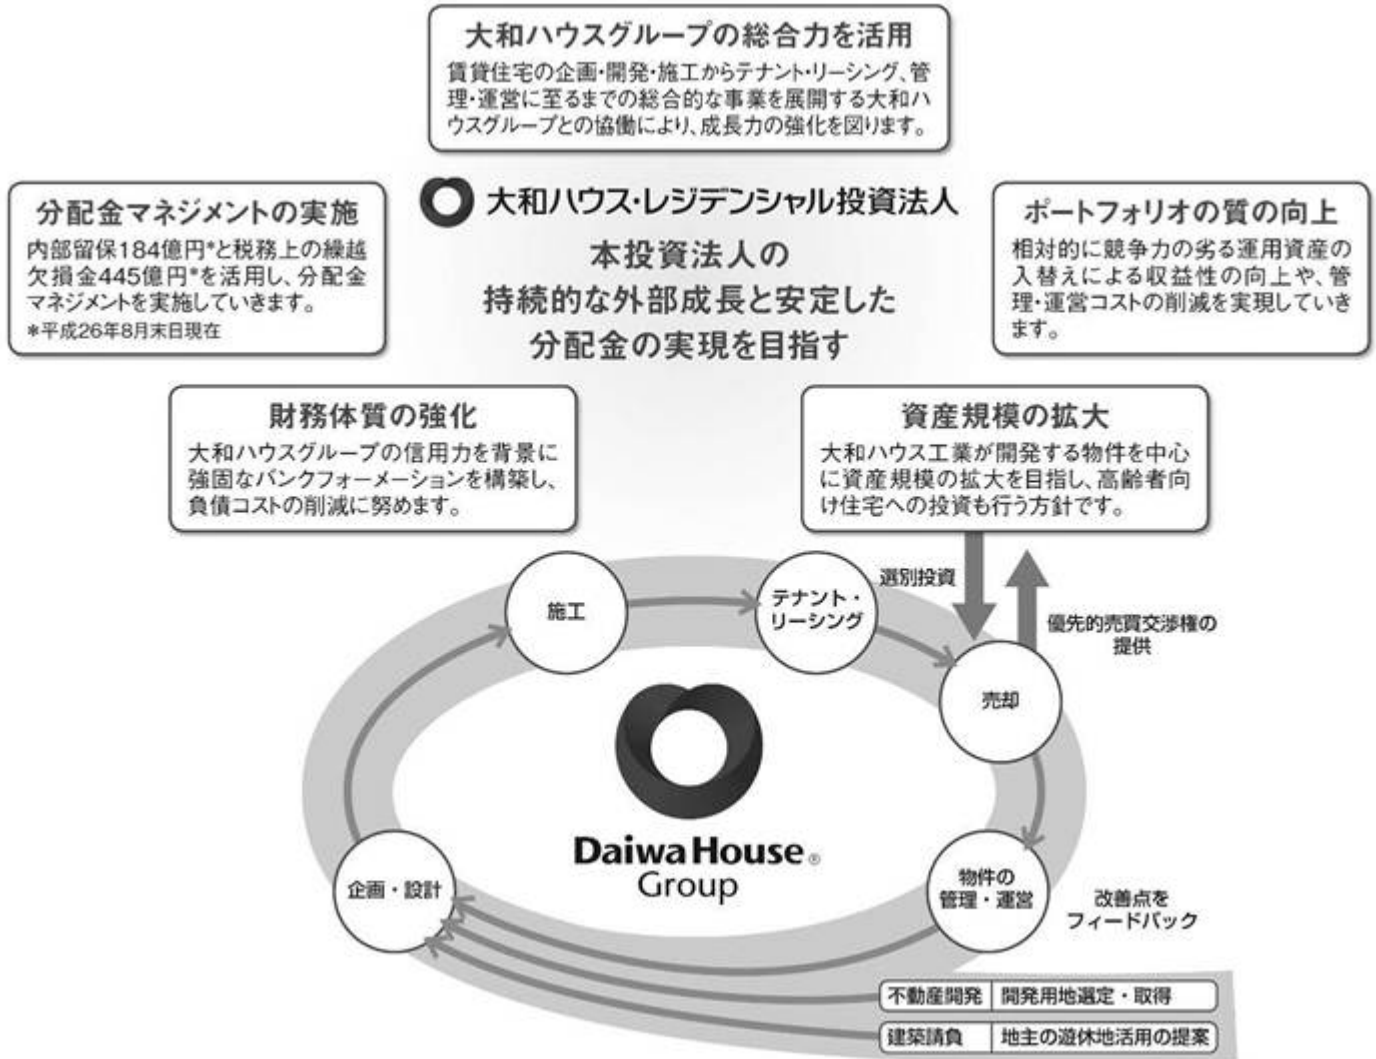 大和ハウスグループの総合力を活用
賃貸住宅の企画・開発・施工からテナント・リーシング、管
理・運営に至るまでの総合的な事業を展開する大和ハ
ウスグループとの協働により、成長力の強化を図ります。
分配金マネジメントの実施
内部留保184億円*と税務上の繰越
欠損金445億円*を活用し、分配金
マネジメントを実施していきます。
*平成26年8月末日現在
大和ハウス・レジデンシャル投資法人
本投資法人の
持続的な外部成長と安定した
分配金の実現を目指す
ポートフォリオの質の向上
相対的に競争力の劣る運用資産の
入替えによる収益性の向上や、管
理・運営コストの削減を実現していき
ます。
財務体質の強化
大和ハウスグループの信用力を背景に
強固なバンクフォーメーションを構築し、
負債コストの削減に努めます。
資産規模の拡大
大和ハウス工業が開発する物件を中心
に資産規模の拡大を目指し、高齢者向
け住宅への投資も行う方針です。
施工
テナント・
リーシング
選別投資
優先的売買交渉権の
提供
売却
DaiwaHouse®
Group
企画・設計
物件の
管理・運営
改善点を
フィードバック
不動産開発 開発用地選定・取得
建築請負 地主の遊休地活用の提案